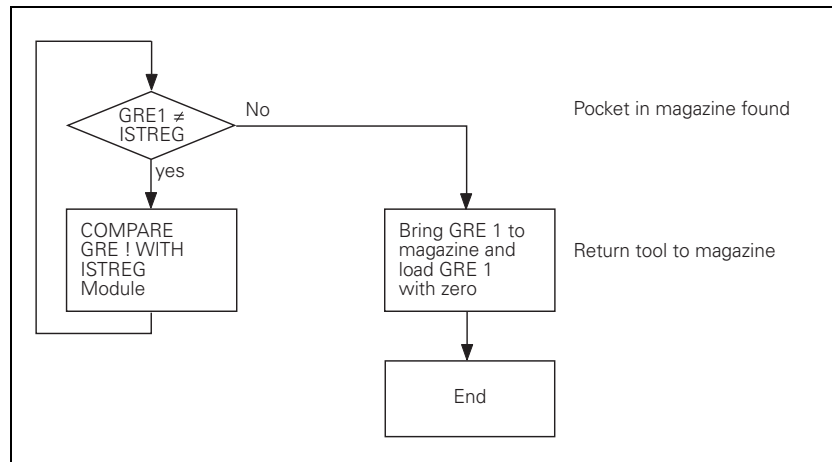 GRE1 ≠
ISTREG
No
Pocket in magazine found
yes
COMPARE
GRE ! WITH
ISTREG
Module
Bring GRE 1 to
magazine and
load GRE 1
with zero
Return tool to magazine
End